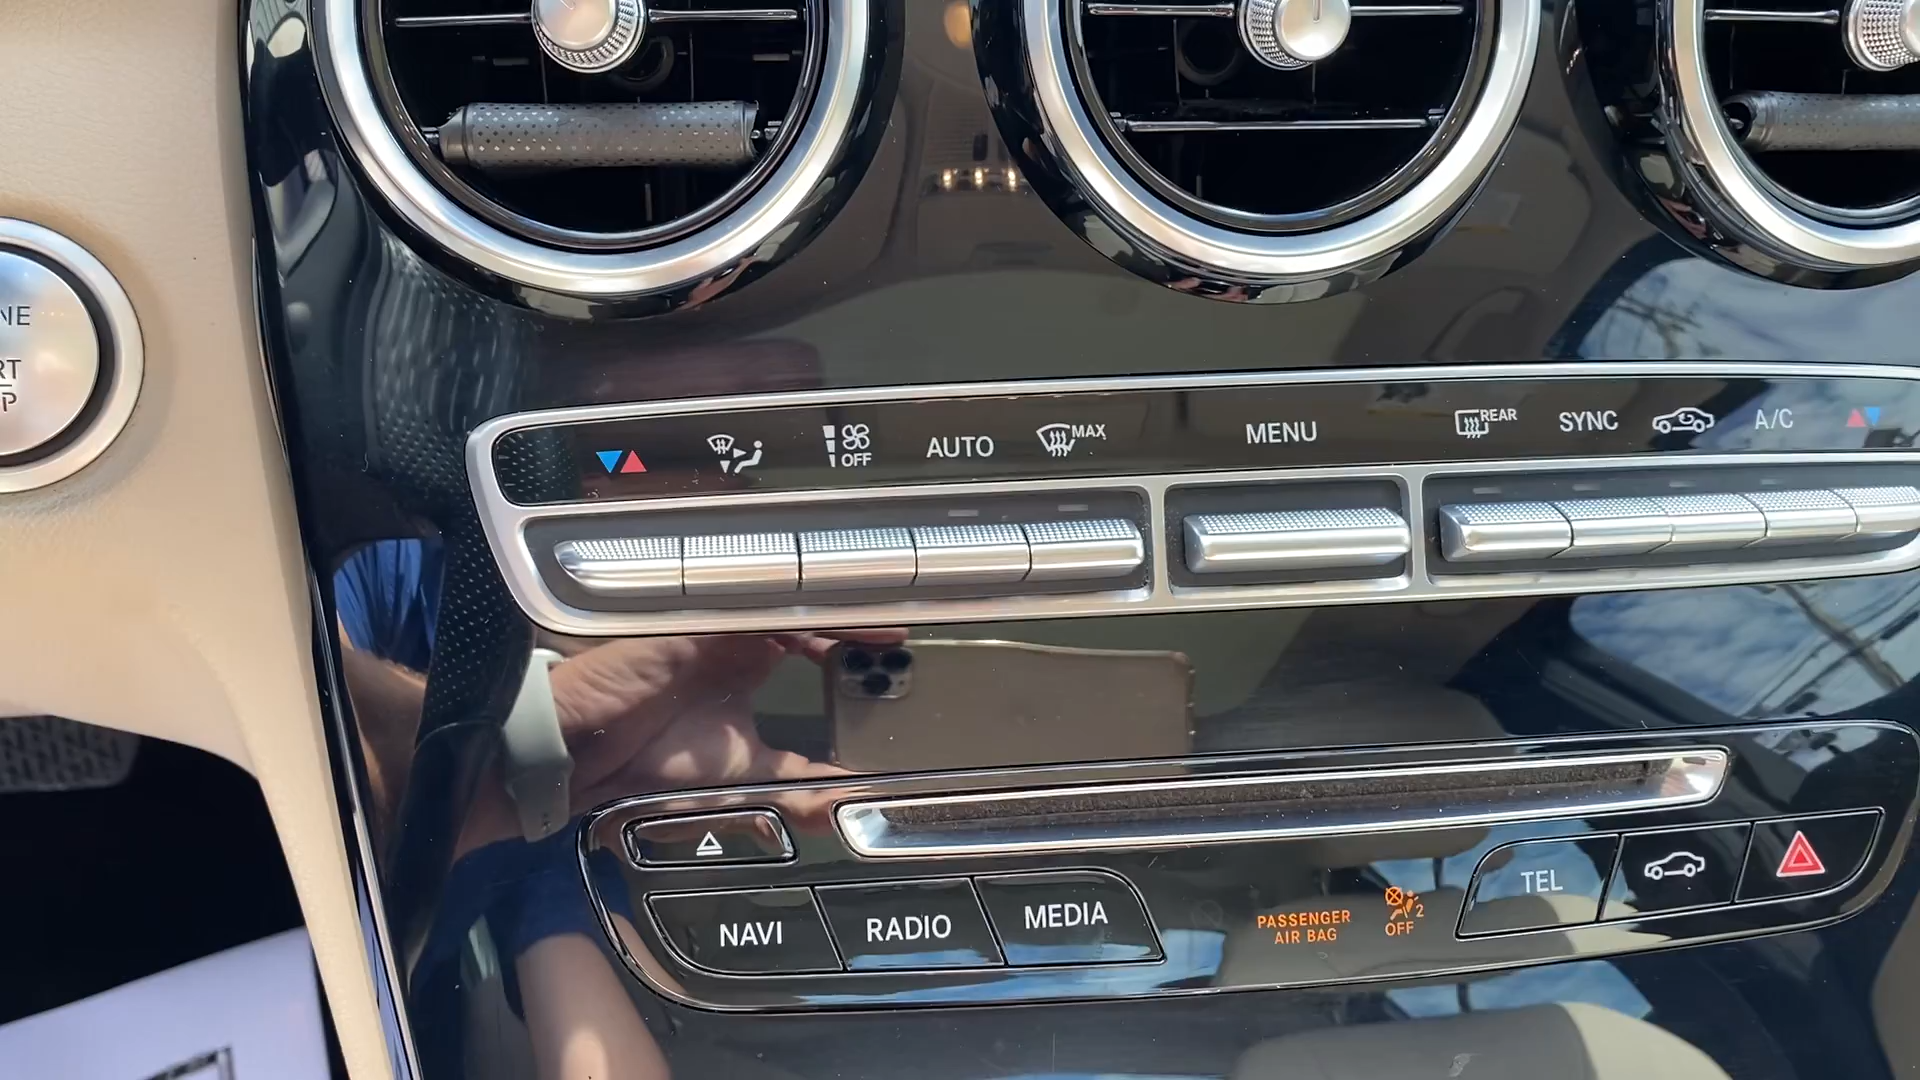 NE
RT
P
OFF
AUTO
MAX
MENU
REAR
SYNC
A/C
NAVI
RADIO
MEDIA
PASSENGER
AIR BAG
2
OFF
TEL